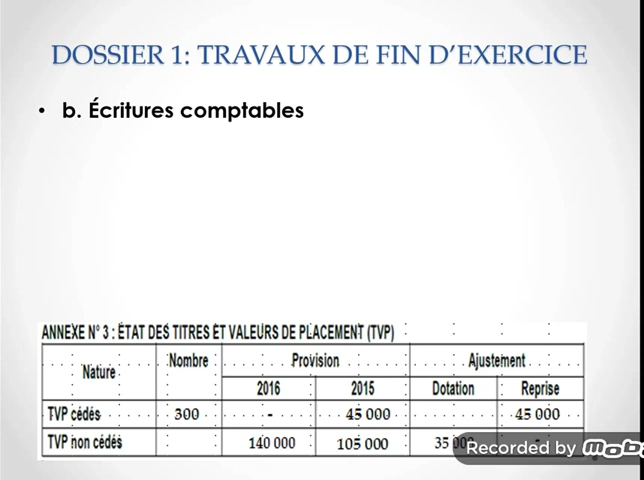 DOSSIER 1: TRAVAUX DE FIN D'EXERCICE
• b. Écritures comptables
ANNEXE N° 3 : ÉTAT DES TITRES ET VALEURS DE PLACEMENT (TVP)
Nature Nombre Provision Ajustement
2016 2015 Dotation Reprise
TVP cédés 300 - 45 000 45 000
TVP non cédés 140 000 105 000 35 -
Recorded by